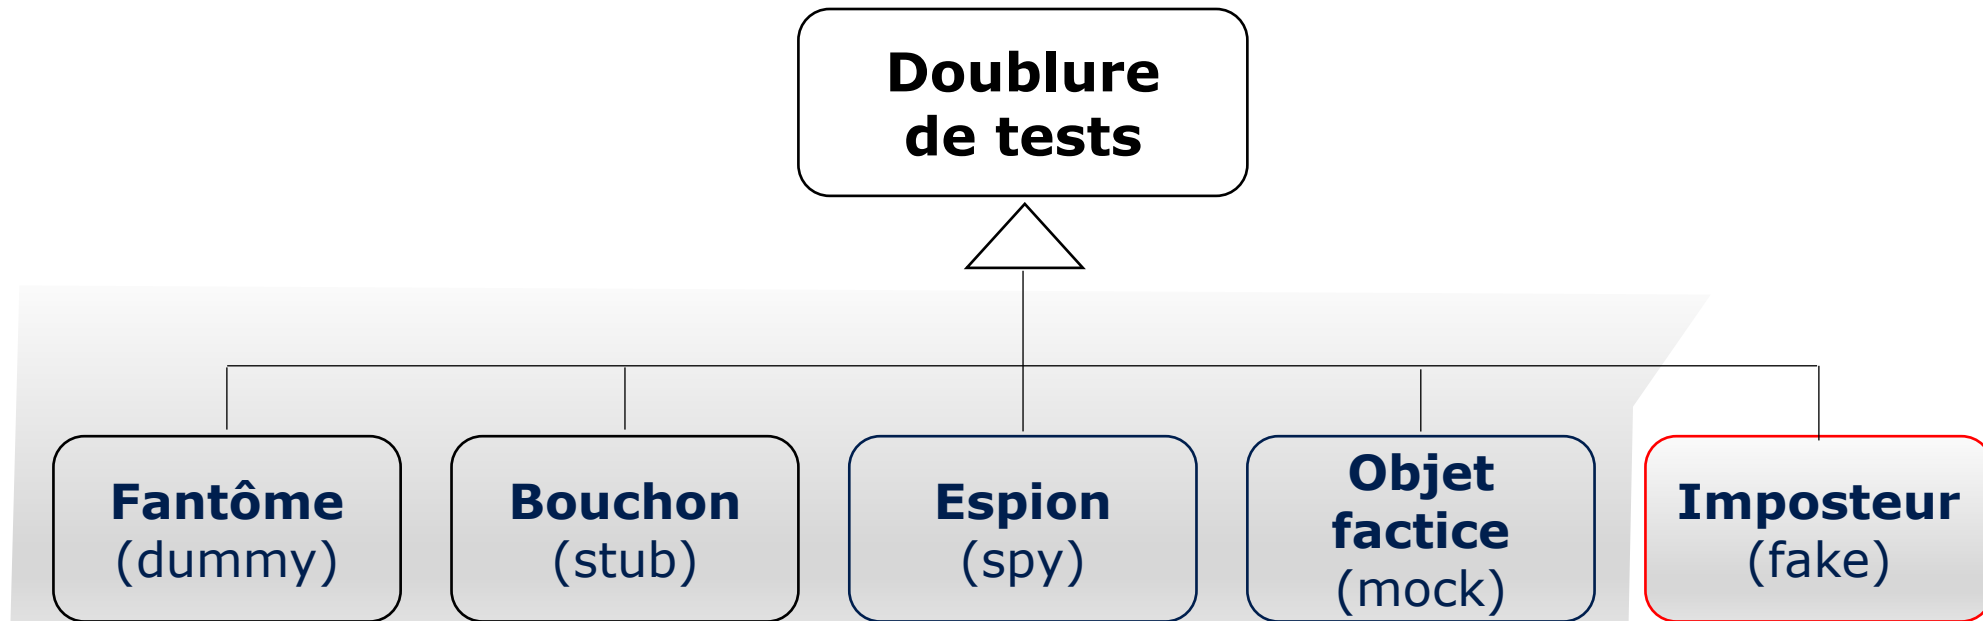 Doublure
de tests
Fantôme
(dummy)
Bouchon
(stub)
Espion
(spy)
Objet
factice
(mock)
Imposteur
(fake)